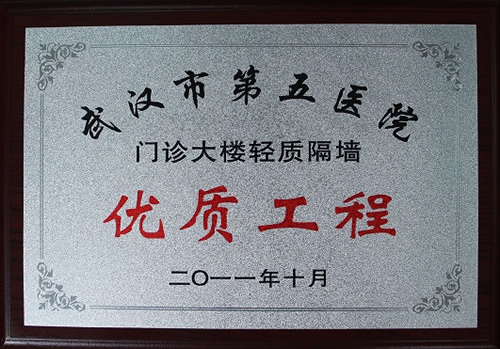 武汉市第五医院
门诊大楼轻质隔墙
优质工程
二〇一一年十月